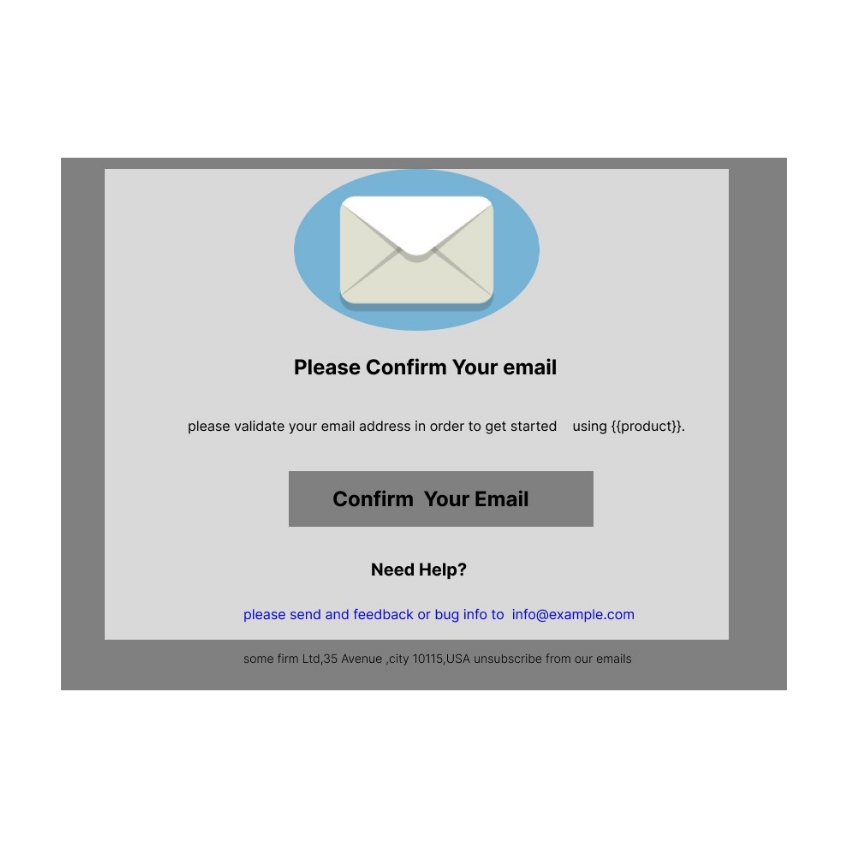 Please Confirm Your email
please validate your email address in order to get started    using {{product}}.
Confirm  Your Email
Need Help?
please send and feedback or bug info to  info@example.com
some firm Ltd,35 Avenue ,city 10115,USA unsubscribe from our emails